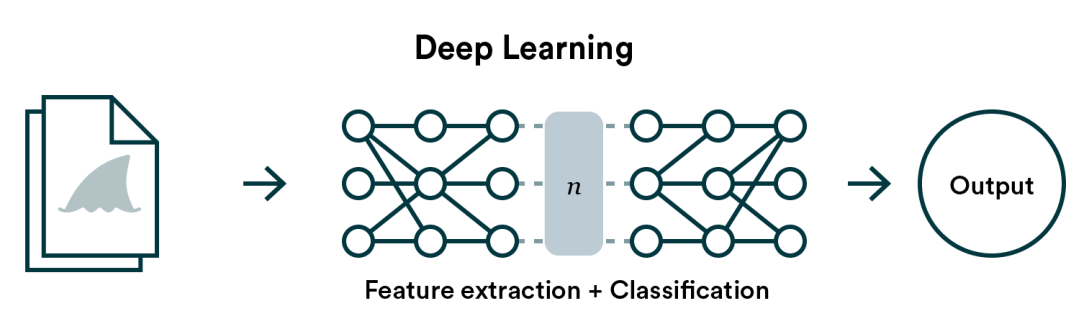 Deep Learning
n
Output
Feature extraction + Classification